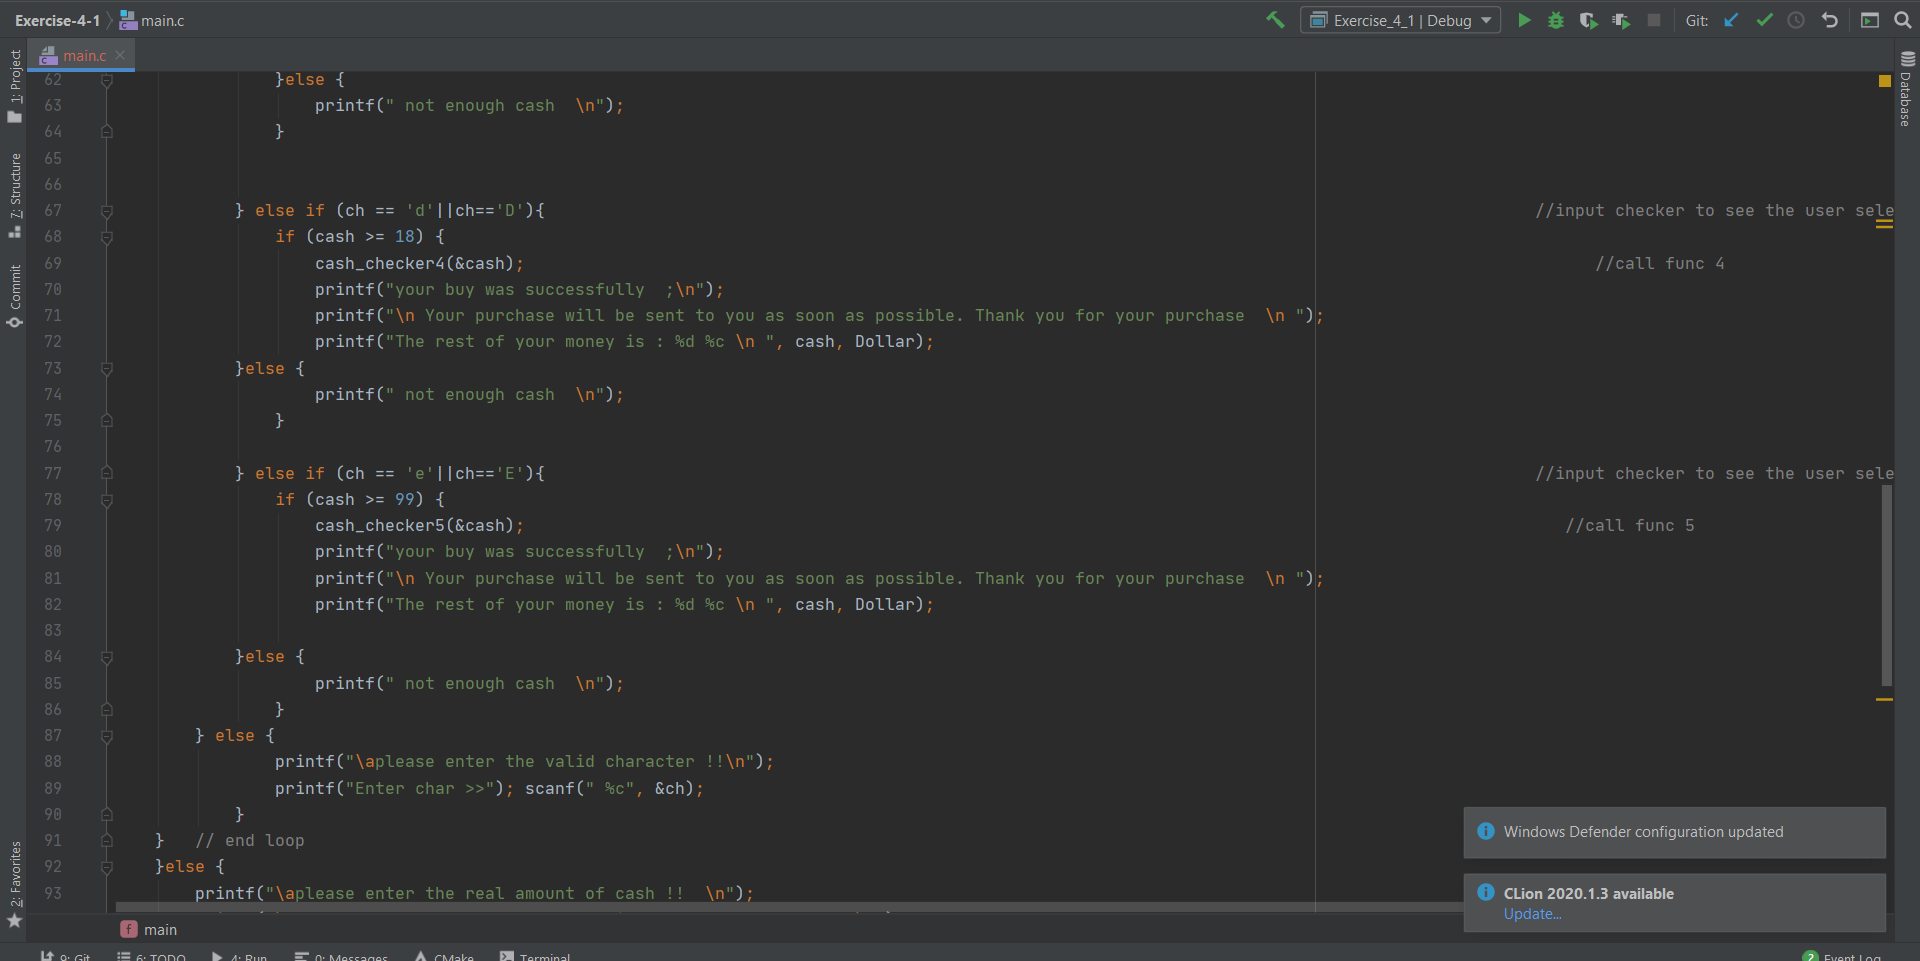 Exercise-4-1 main.c
Exercise_4_1 | Debug
Git:
main.c
1: Project
7: Structure
Commit
2: Favorites
Database
62 }else {
63 printf(" not enough cash  \n");
64 }
65
66
67 } else if (ch == 'd'||ch=='D'){ //input checker to see the user sele
68 if (cash >= 18) {
69 cash_checker4(&cash); //call func 4
70 printf("your buy was successfully  ;\n");
71 printf("\n Your purchase will be sent to you as soon as possible. Thank you for your purchase  \n ");
72 printf("The rest of your money is : %d %c \n ", cash, Dollar);
73 }else {
74 printf(" not enough cash  \n");
75 }
76
77 } else if (ch == 'e'||ch=='E'){ //input checker to see the user sele
78 if (cash >= 99) {
79 cash_checker5(&cash); //call func 5
80 printf("your buy was successfully  ;\n");
81 printf("\n Your purchase will be sent to you as soon as possible. Thank you for your purchase  \n ");
82 printf("The rest of your money is : %d %c \n ", cash, Dollar);
83
84 }else {
85 printf(" not enough cash  \n");
86 }
87 } else {
88 printf("\aplease enter the valid character !!\n");
89 printf("Enter char >>"); scanf(" %c", &ch);
90 }
91 } // end loop
92 }else {
93 printf("\aplease enter the real amount of cash !!  \n");
Windows Defender configuration updated
CLion 2020.1.3 available
Update...
f main
9: Git 6: TODO 4: Run 0: Messages CMake Terminal 2 Event Log